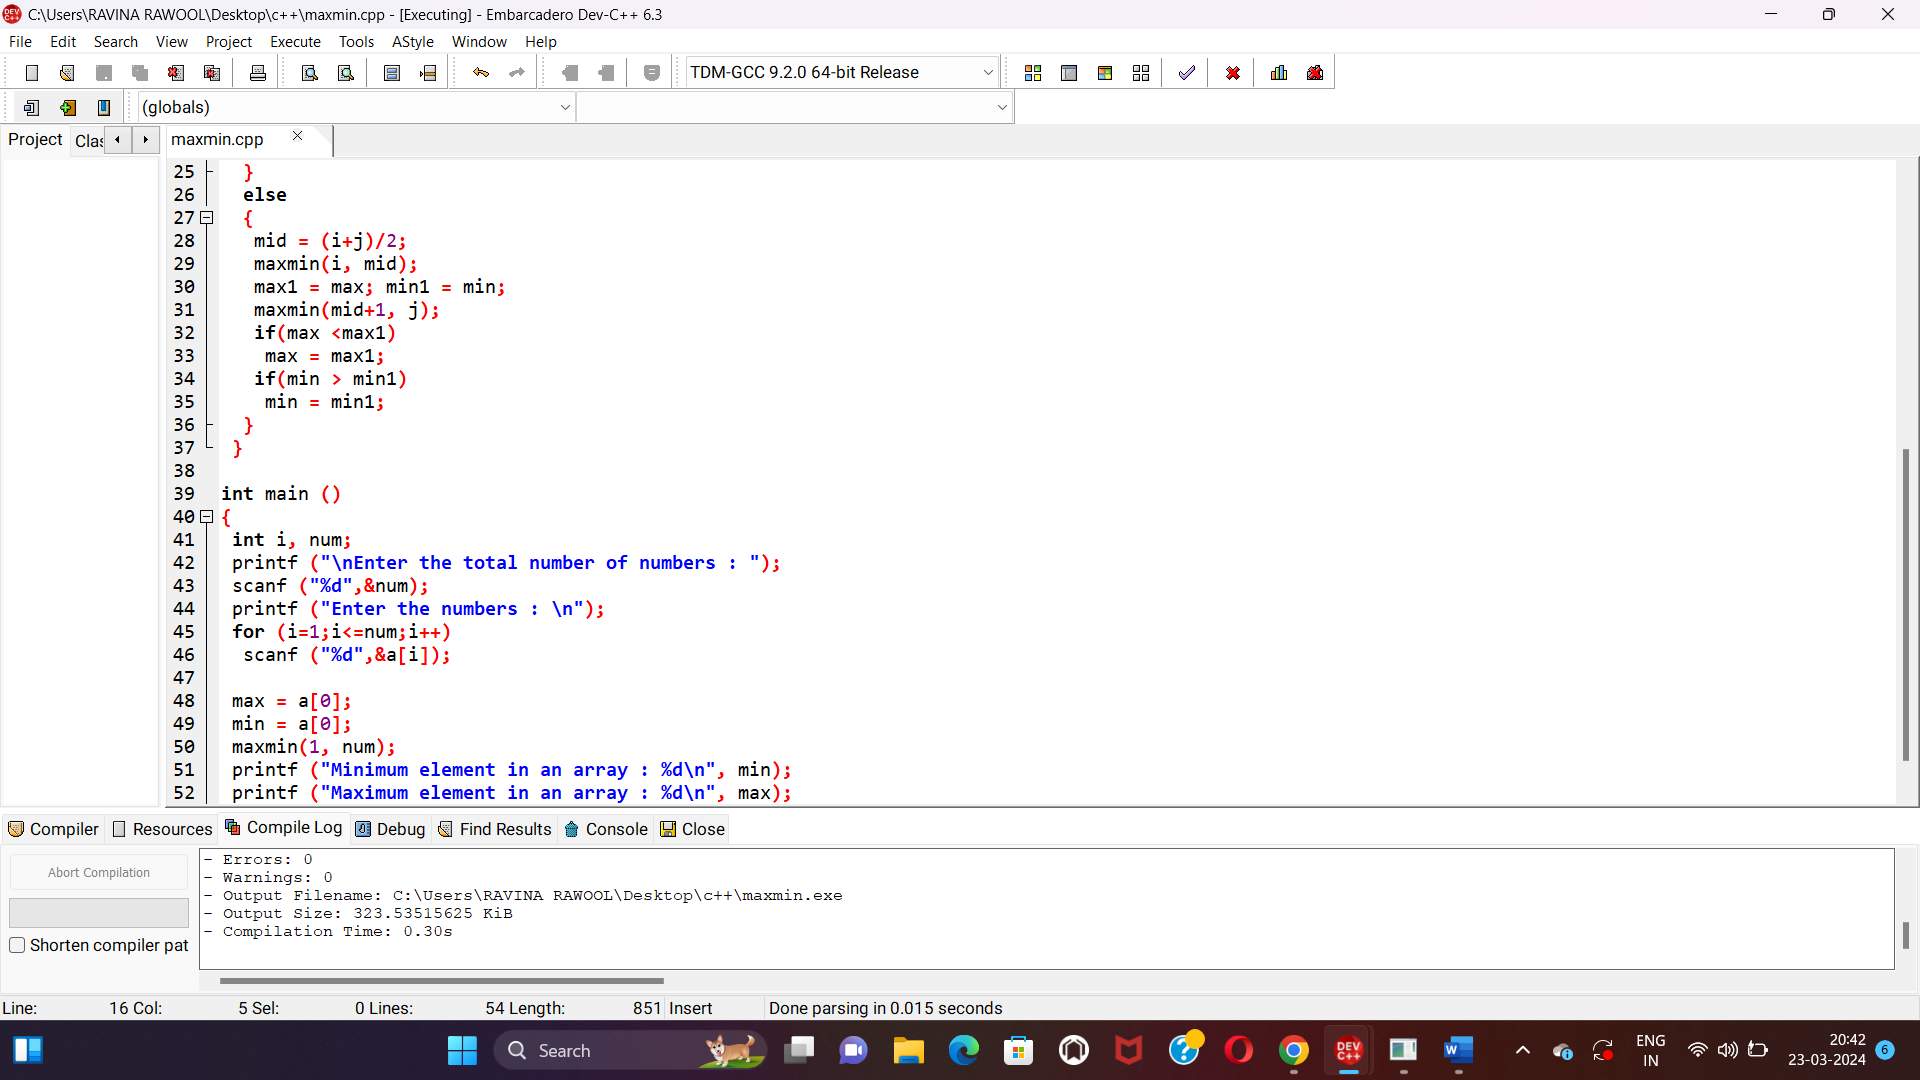 C:\Users\RAVINA RAWOOL\Desktop\c++\maxmin.cpp - [Executing] - Embarcadero Dev-C++ 6.3
File Edit Search View Project Execute Tools AStyle Window Help
TDM-GCC 9.2.0 64-bit Release
(globals)
Project Clas maxmin.cpp
25 }
26 else
27 {
28 mid = (i+j)/2;
29 maxmin(i, mid);
30 max1 = max; min1 = min;
31 maxmin(mid+1, j);
32 if(max <max1)
33 max = max1;
34 if(min > min1)
35 min = min1;
36 }
37 }
38
39 int main ()
40 {
41 int i, num;
42 printf ("\nEnter the total number of numbers : ");
43 scanf ("%d",&num);
44 printf ("Enter the numbers : \n");
45 for (i=1;i<=num;i++)
46 scanf ("%d",&a[i]);
47
48 max = a[0];
49 min = a[0];
50 maxmin(1, num);
51 printf ("Minimum element in an array : %d\n", min);
52 printf ("Maximum element in an array : %d\n", max);
Compiler Resources Compile Log Debug Find Results Console Close
Abort Compilation
Shorten compiler pat
- Errors: 0
- Warnings: 0
- Output Filename: C:\Users\RAVINA RAWOOL\Desktop\c++\maxmin.exe
- Output Size: 323.53515625 KiB
- Compilation Time: 0.30s
Line: 16 Col: 5 Sel: 0 Lines: 54 Length: 851 Insert Done parsing in 0.015 seconds
Search
DEV C++
W
ENG
IN
20:42
23-03-2024
6